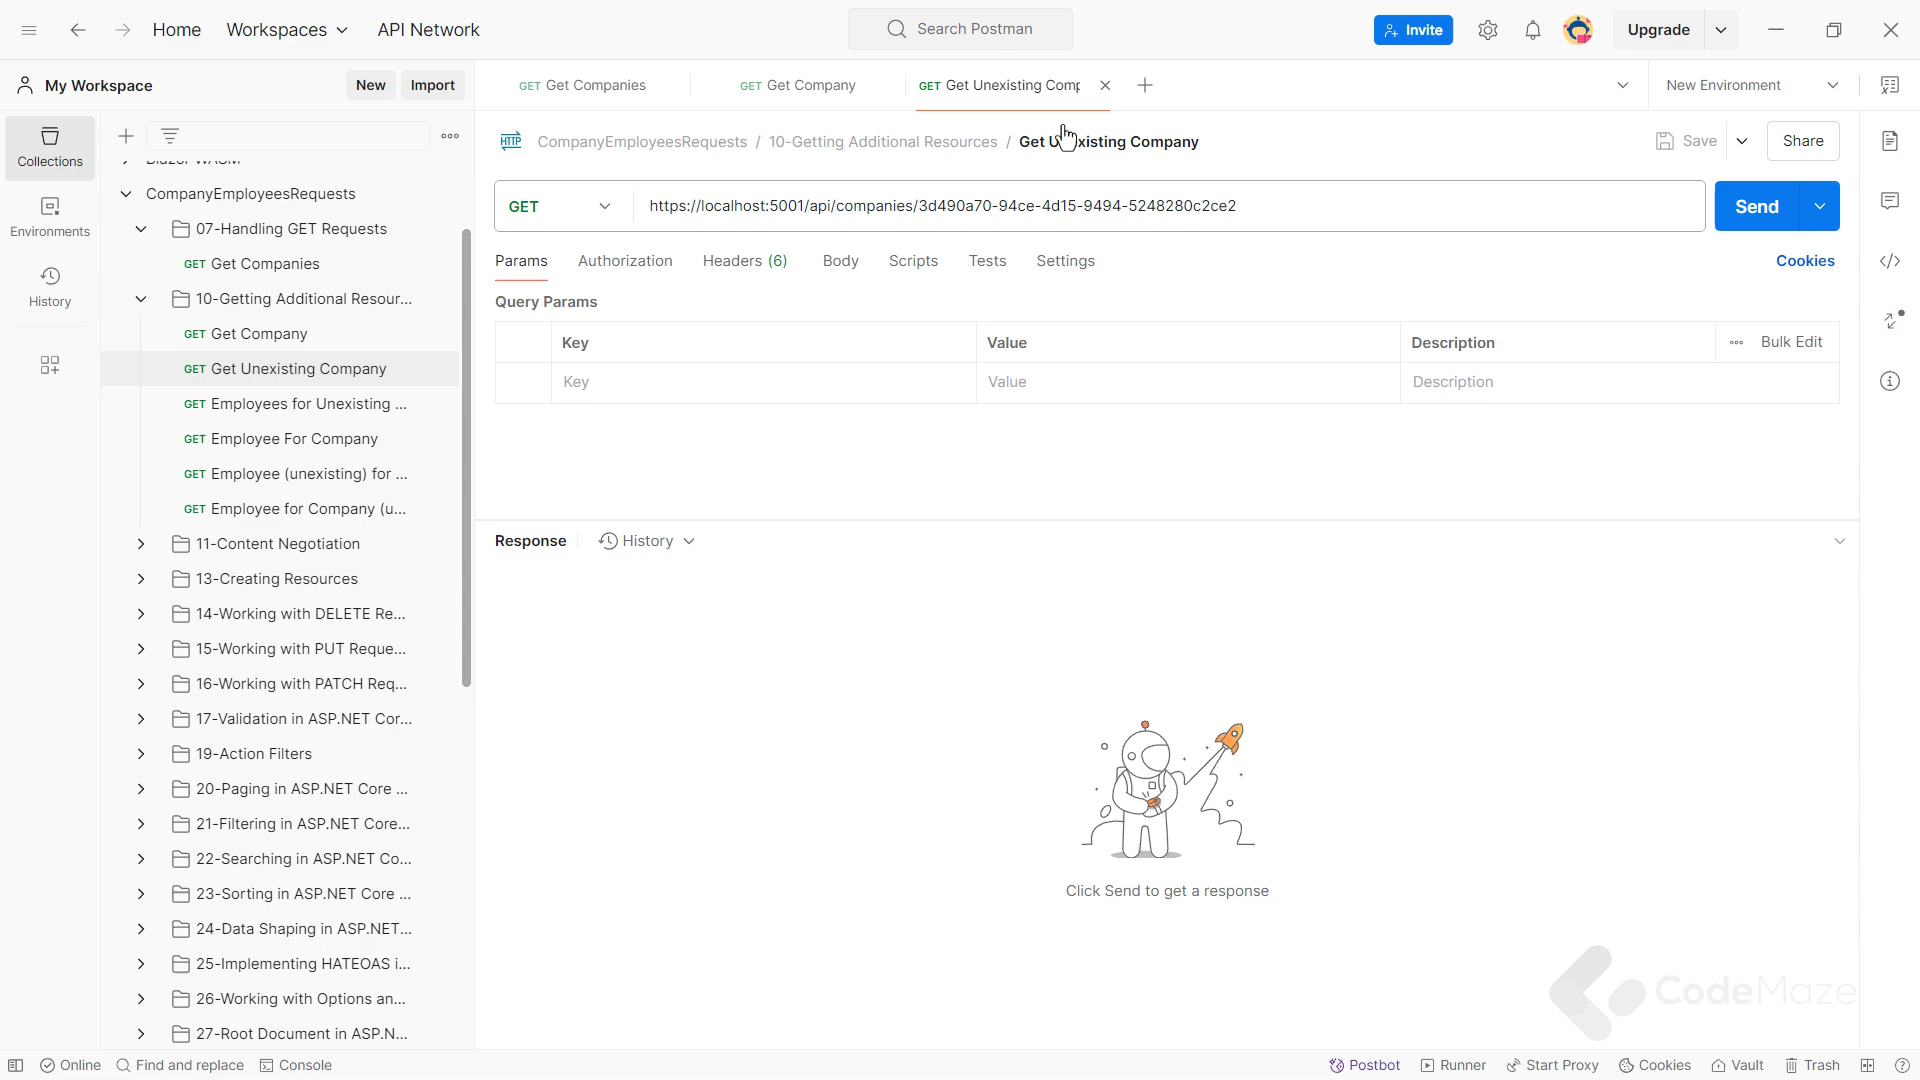 Home Workspaces API Network Search Postman Invite Upgrade
My Workspace New Import GET Get Companies GET Get Company GET Get Unexisting Comp New Environment
Collections
Environments
History
Blazor WASM
CompanyEmployeesRequests
07-Handling GET Requests
GET Get Companies
10-Getting Additional Resour...
GET Get Company
GET Get Unexisting Company
GET Employees for Unexisting ...
GET Employee For Company
GET Employee (unexisting) for ...
GET Employee for Company (u...
11-Content Negotiation
13-Creating Resources
14-Working with DELETE Re...
15-Working with PUT Reque...
16-Working with PATCH Req...
17-Validation in ASP.NET Cor...
19-Action Filters
20-Paging in ASP.NET Core ...
21-Filtering in ASP.NET Core...
22-Searching in ASP.NET Co...
23-Sorting in ASP.NET Core ...
24-Data Shaping in ASP.NET...
25-Implementing HATEOAS i...
26-Working with Options an...
27-Root Document in ASP.N...
HTTP CompanyEmployeesRequests / 10-Getting Additional Resources / Get Unexisting Company Save Share
GET https://localhost:5001/api/companies/3d490a70-94ce-4d15-9494-5248280c2ce2 Send
Params Authorization Headers (6) Body Scripts Tests Settings Cookies
Query Params
Key Value Description Bulk Edit
Key Value Description
Response History
Click Send to get a response
CodeMaze
Online Find and replace Console Postbot Runner Start Proxy Cookies Vault Trash